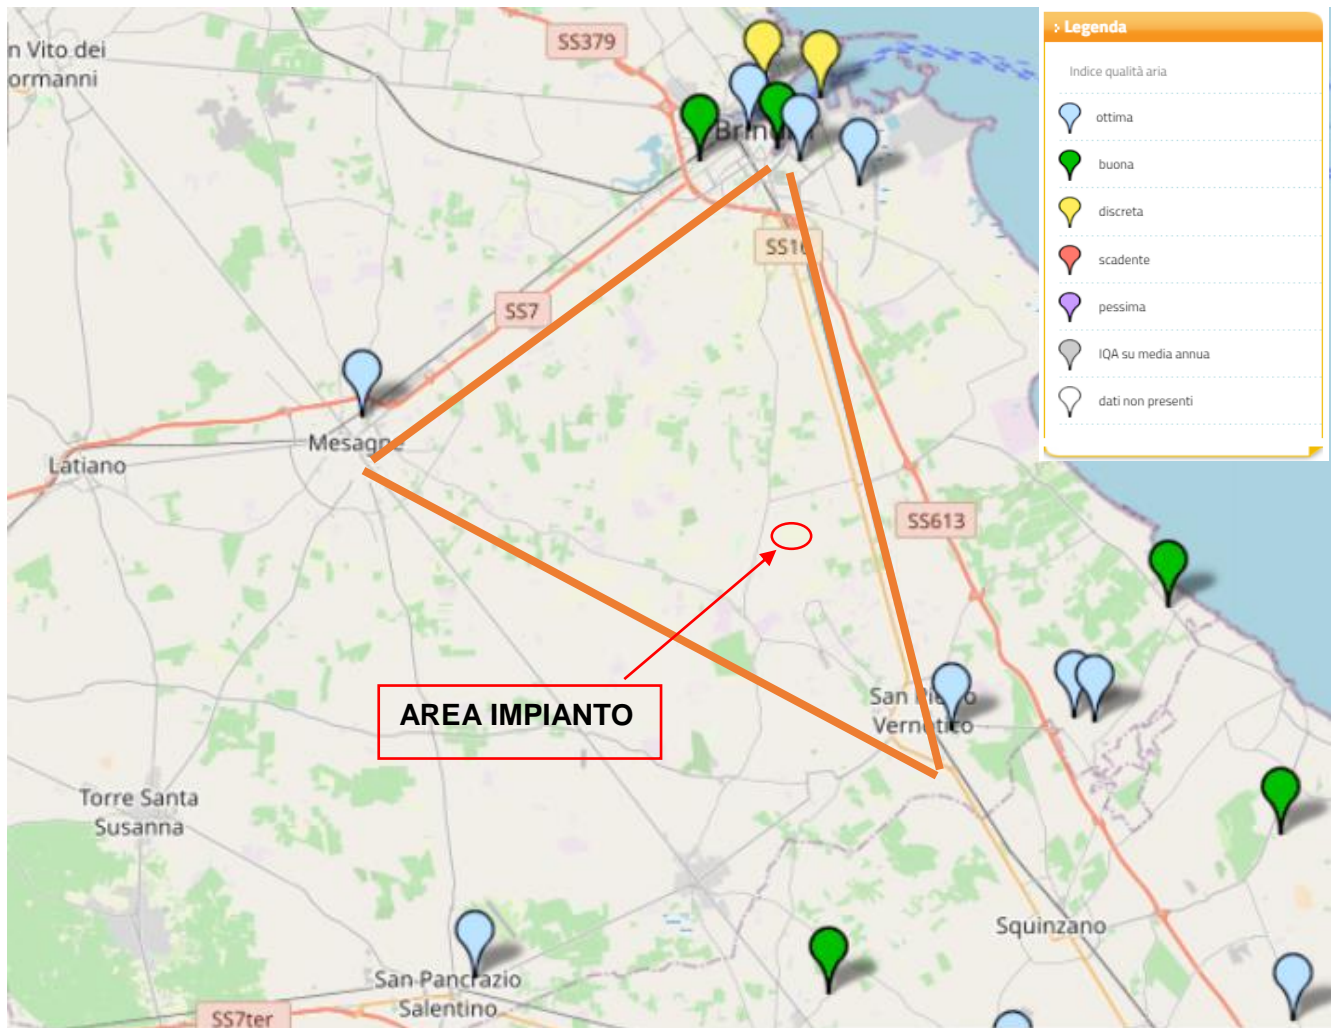 n Vito dei
ormanni
SS379
Brin
SS16
SS7
Mesagne
Latiano
SS613
AREA IMPIANTO
San Pietro
Vernotico
Torre Santa
Susanna
Squinzano
San Pancrazio
Salentino
SS7ter
› Legenda
Indice qualità aria
ottima
buona
discreta
scadente
pessima
IQA su media annua
dati non presenti